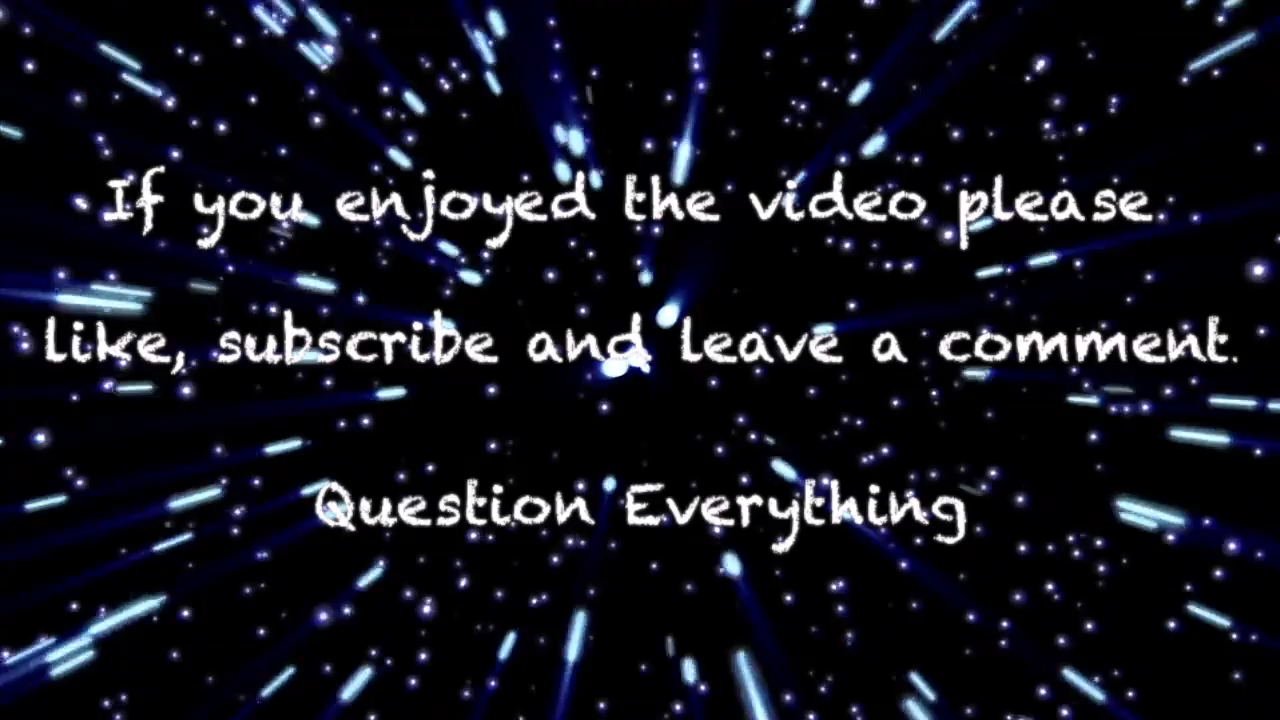 If you enjoyed the video please
like, subscribe and leave a comment.
Question Everything